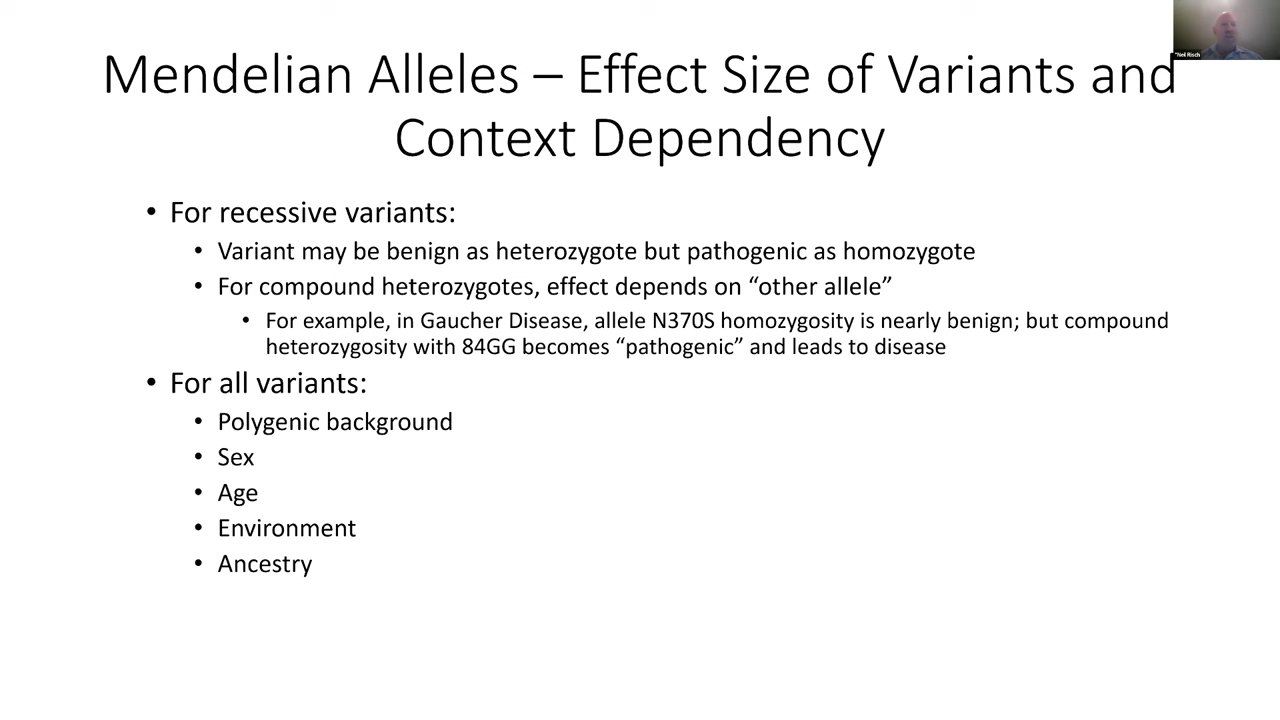 Neil Risch
Mendelian Alleles – Effect Size of Variants and
Context Dependency
• For recessive variants:
• Variant may be benign as heterozygote but pathogenic as homozygote
• For compound heterozygotes, effect depends on “other allele”
• For example, in Gaucher Disease, allele N370S homozygosity is nearly benign; but compound
heterozygosity with 84GG becomes “pathogenic” and leads to disease
• For all variants:
• Polygenic background
• Sex
• Age
• Environment
• Ancestry